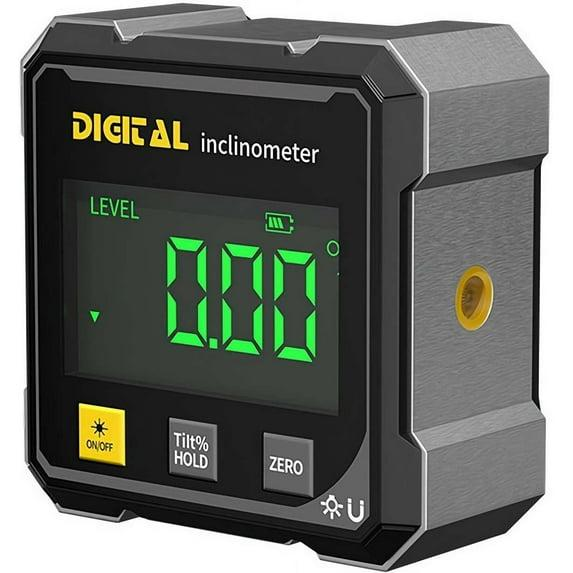 DIGITAL inclinometer
LEVEL
0.00°
ON/OFF
Tilt%
HOLD
ZERO